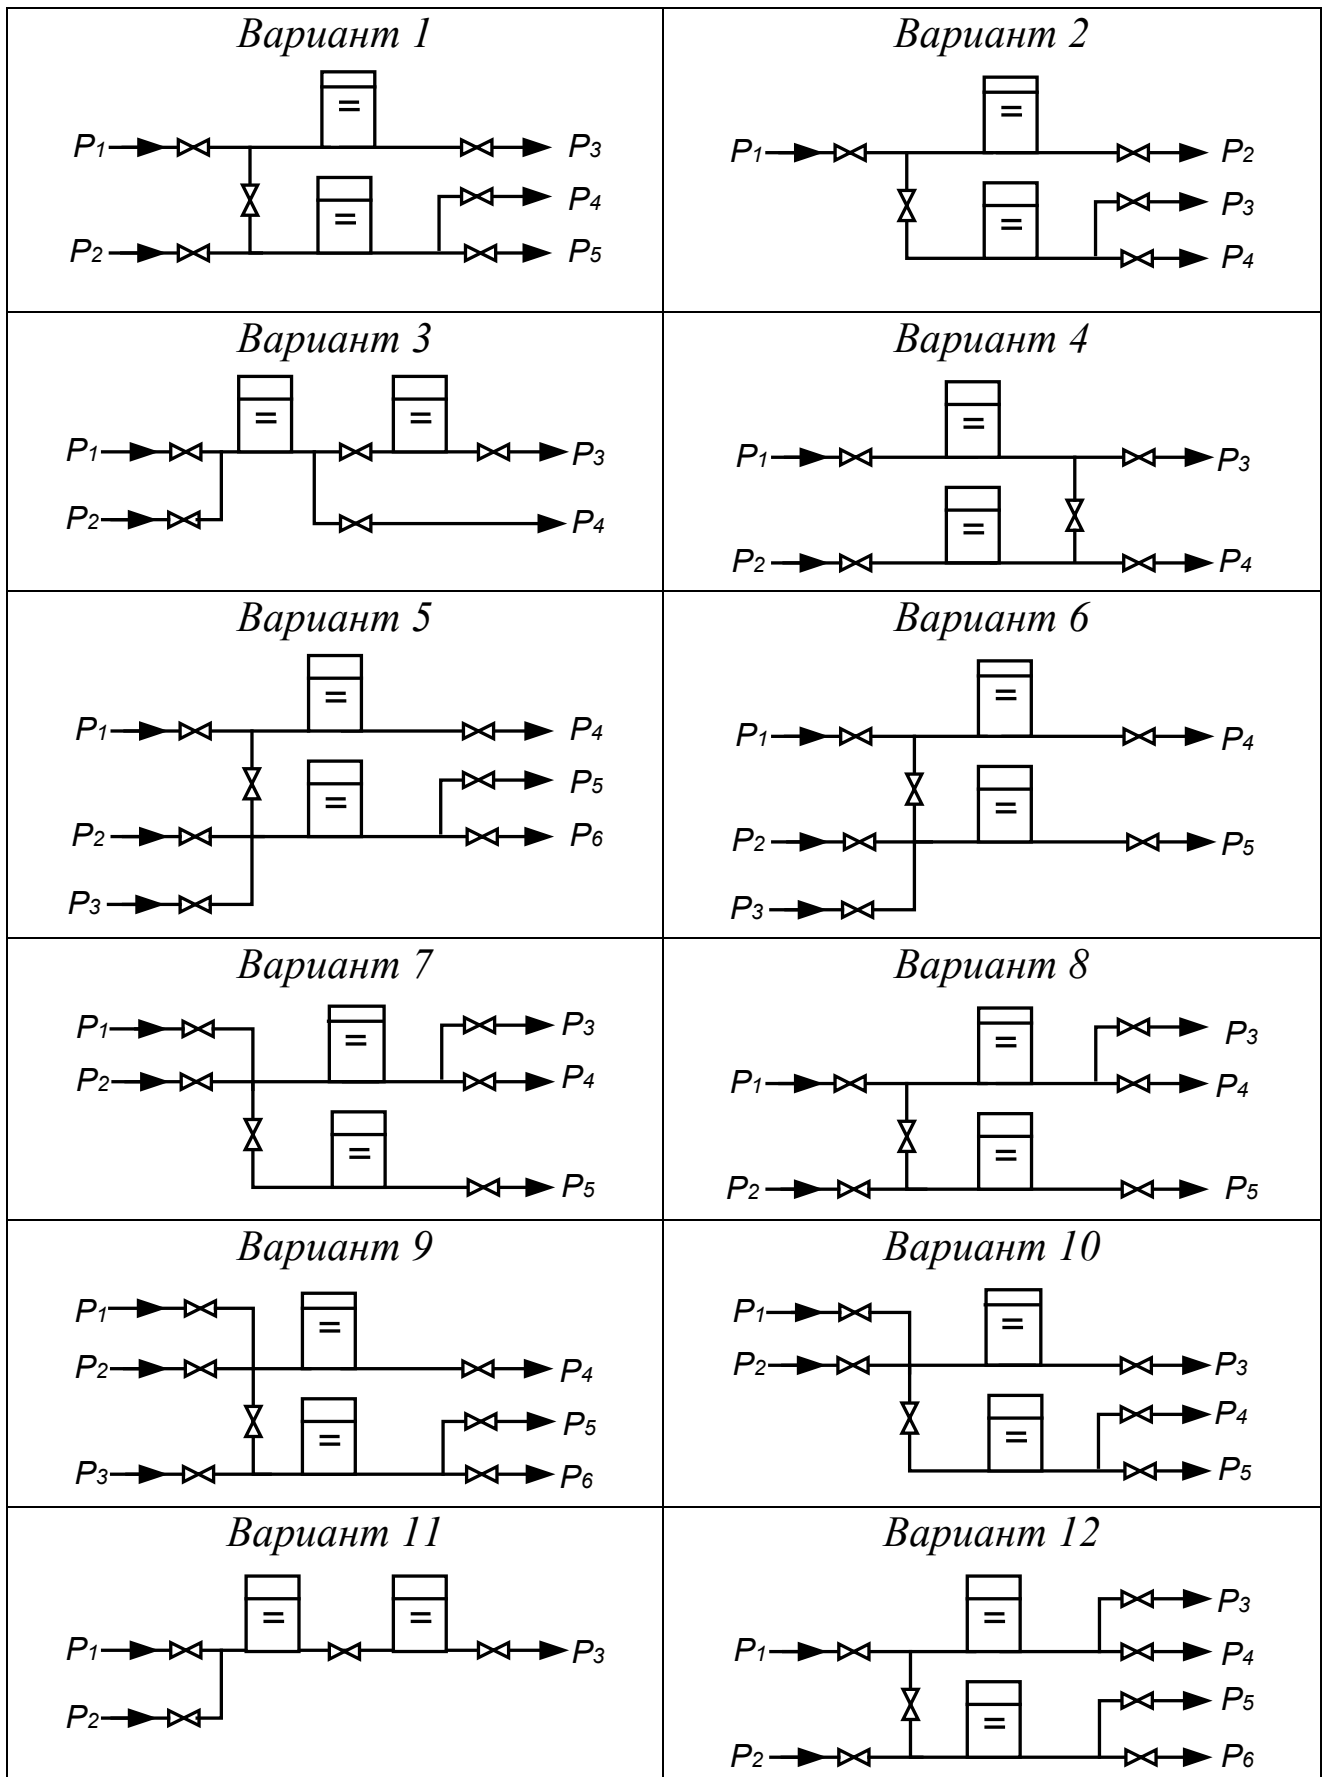 Вариант 1
P1 P3
P4
P2 P5
Вариант 2
P1 P2
P3
P4
Вариант 3
P1 P3
P2 P4
Вариант 4
P1 P3
P2 P4
Вариант 5
P1 P4
P5
P2 P6
P3
Вариант 6
P1 P4
P2 P5
P3
Вариант 7
P1 P3
P2 P4
P5
Вариант 8
P3
P1 P4
P2 P5
Вариант 9
P1
P2 P4
P5
P3 P6
Вариант 10
P1
P2 P3
P4
P5
Вариант 11
P1 P3
P2
Вариант 12
P3
P1 P4
P5
P2 P6